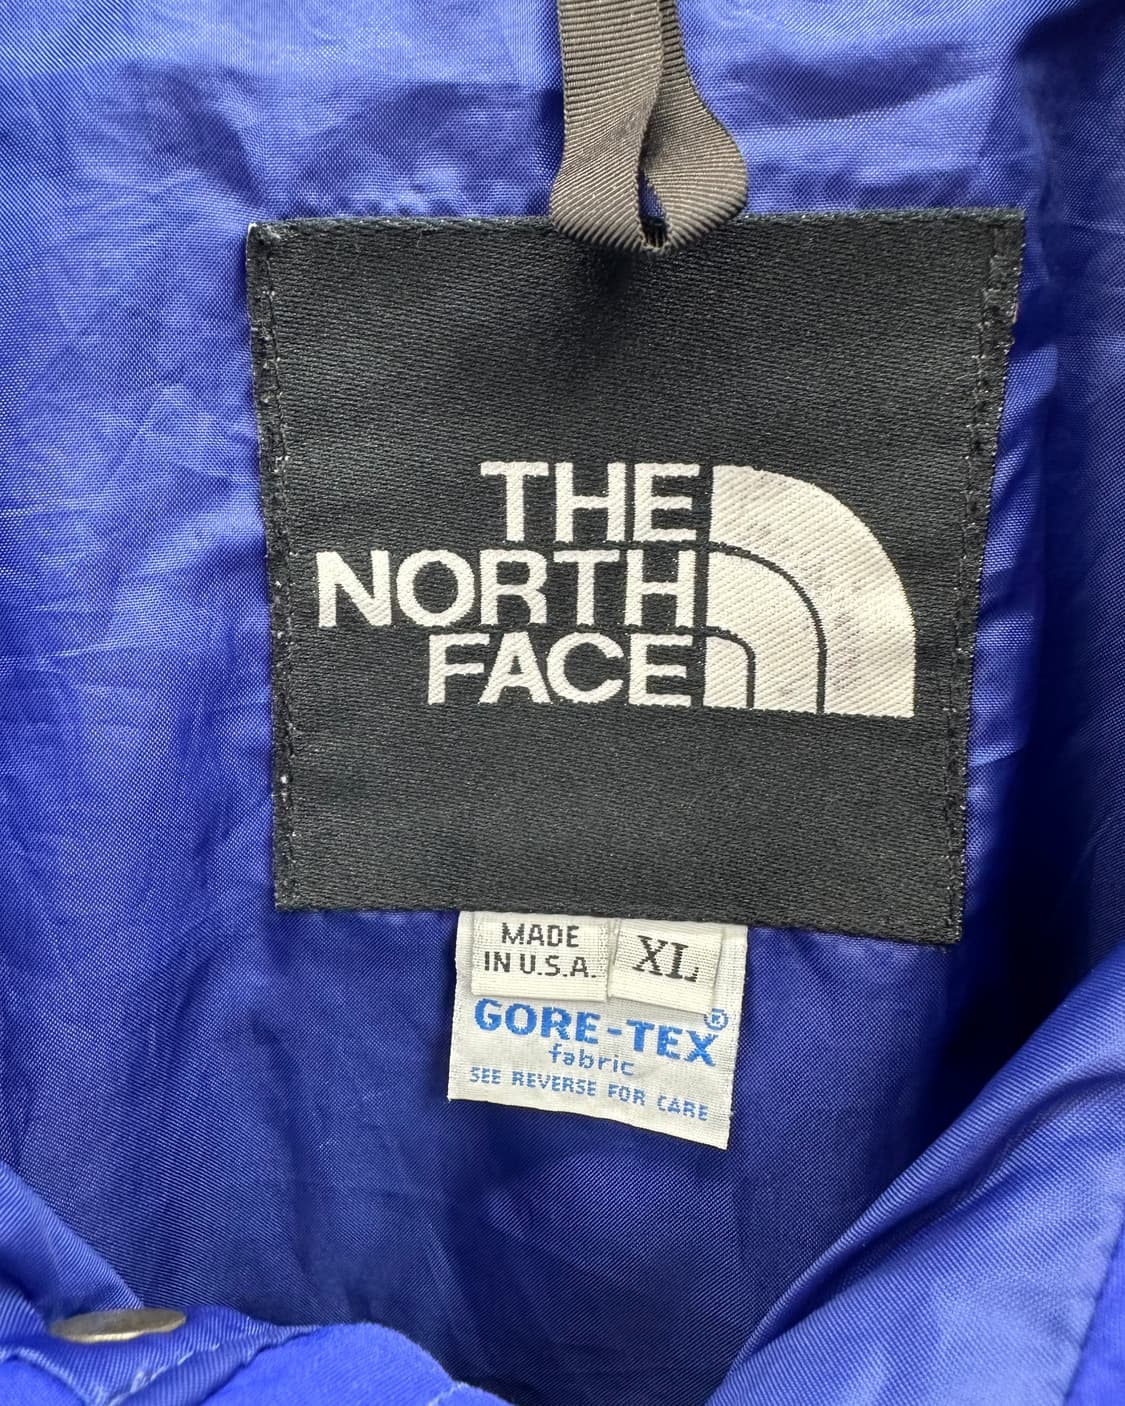 THE
NORTH
FACE
MADE
IN U.S.A.
XL
GORE-TEX®
fabric
SEE REVERSE FOR CARE